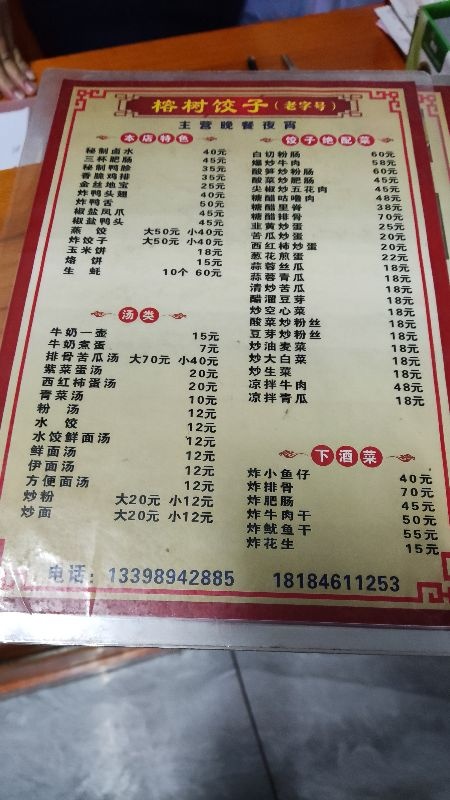 榕树饺子（老字号）
主营晚餐夜宵
本店特色
秘制卤水 40元
三杯肥肠 45元
秘制鸭脸 35元
香脆鸡排 35元
金丝地宝 25元
炸鸭头翅 40元
炸鸭舌 50元
椒盐凤爪 45元
椒盐鸭头 45元
蒸饺 大50元 小40元
炸饺子 大50元 小40元
玉米饼 18元
烙饼 15元
生蚝 10个 60元
汤类
牛奶一壶 15元
牛奶煮蛋 7元
排骨苦瓜汤 大70元 小40元
紫菜蛋汤 20元
西红柿蛋汤 20元
青菜汤 10元
粉汤 12元
水饺 12元
水饺鲜面汤 12元
鲜面汤 12元
伊面汤 12元
方便面汤 12元
炒粉 大20元 小12元
炒面 大20元 小12元
饺子绝配菜
白切粉肠 60元
爆炒牛肉 58元
酸笋炒粉肠 60元
酸菜炒肥肠 45元
尖椒炒五花肉 45元
糖醋咕噜肉 48元
糖醋里脊 38元
糖醋排骨 70元
韭黄炒蛋 25元
苦瓜炒蛋 20元
西红柿炒蛋 20元
葱花煎蛋 22元
蒜蓉丝瓜 18元
蒜蓉青瓜 18元
清炒苦瓜 18元
醋溜豆芽 18元
炒空心菜 18元
酸菜炒粉丝 18元
豆芽炒粉丝 18元
炒油麦菜 18元
炒大白菜 18元
炒生菜 18元
凉拌牛肉 48元
凉拌青瓜 18元
下酒菜
炸小鱼仔 40元
炸排骨 70元
炸肥肠 45元
炸牛肉干 50元
炸鱿鱼干 55元
炸花生 15元
电话：13398942885 18184611253